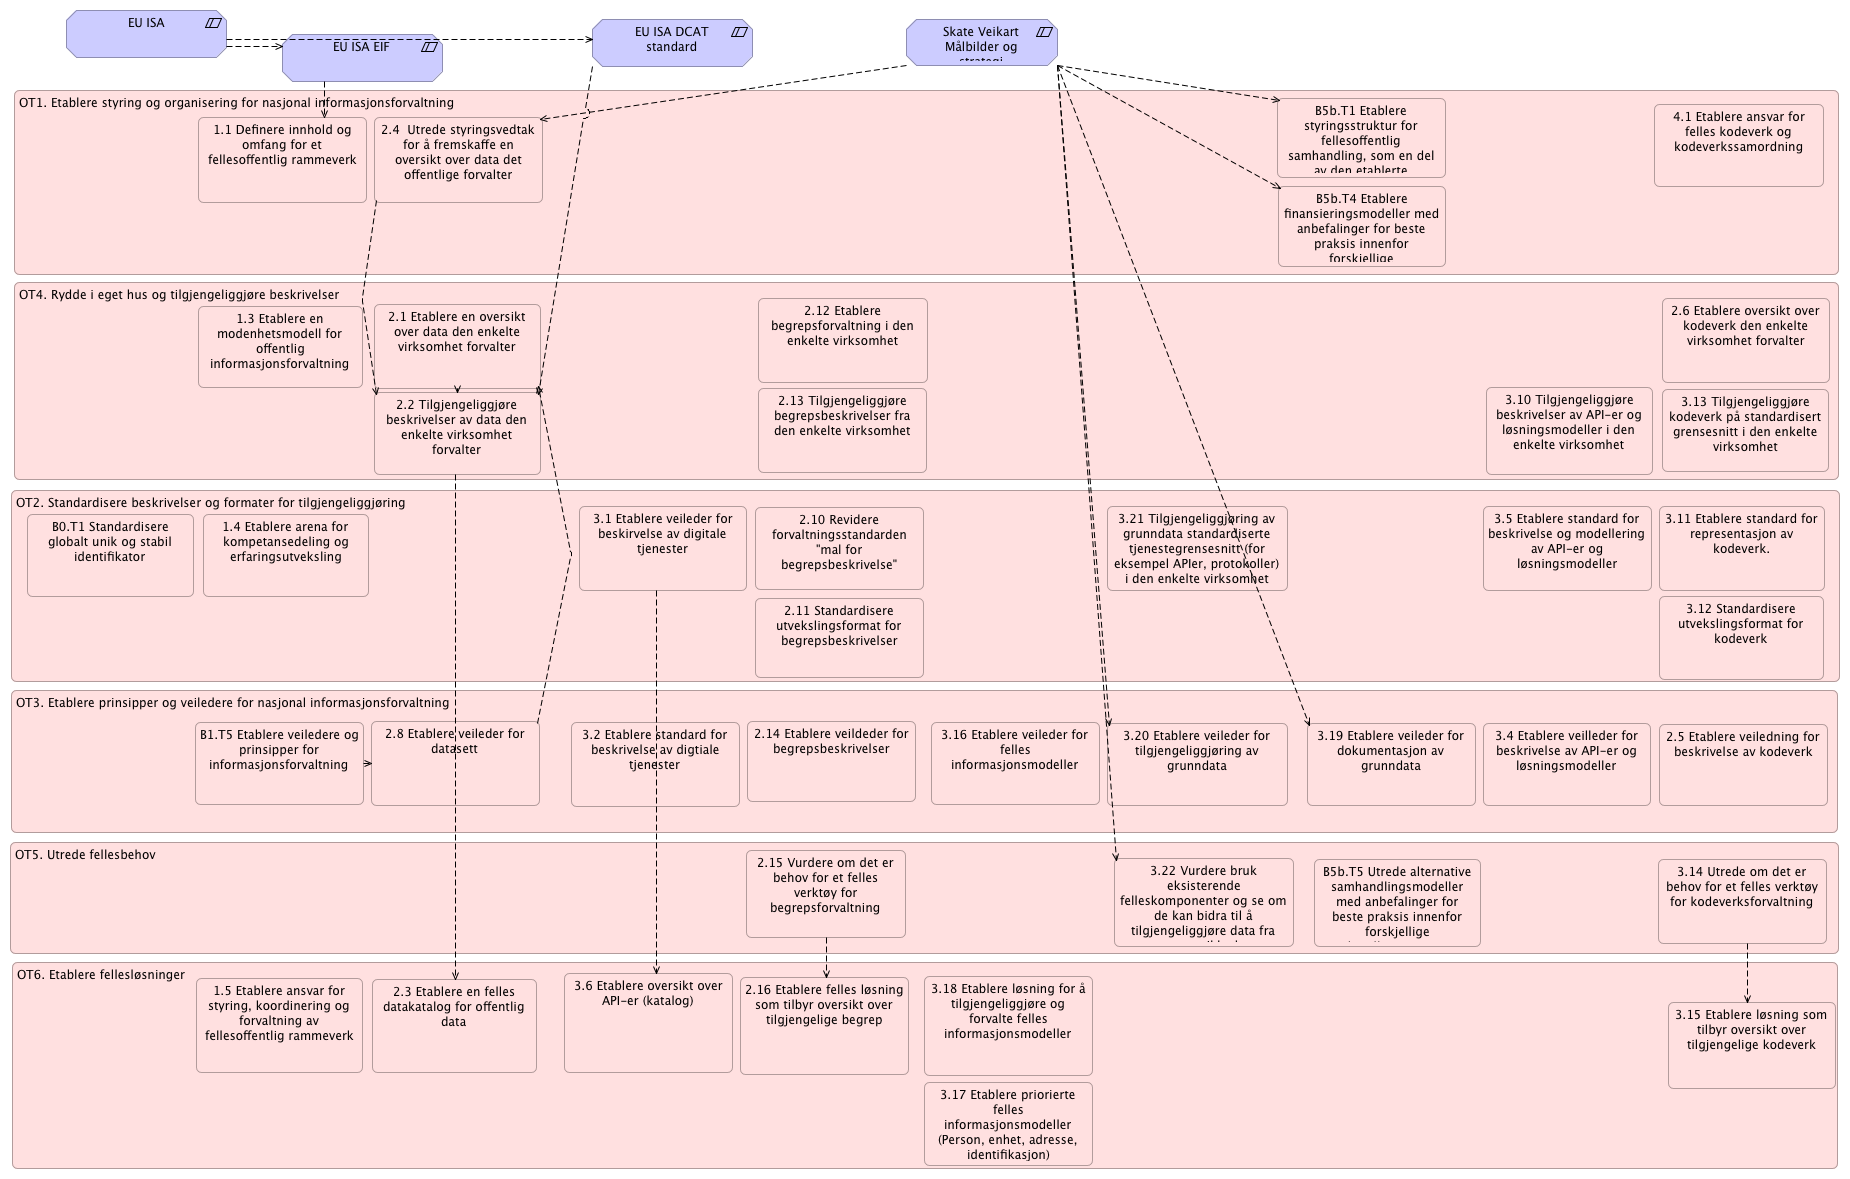 EU ISA
EU ISA EIF
EU ISA DCAT
standard
Skate Veikart
Målbilder og
strategi
OT1. Etablere styring og organisering for nasjonal informasjonsforvaltning
1.1 Definere innhold og
omfang for et
fellesoffentlig rammeverk
2.4  Utrede styringsvedtak
for å fremskaffe en
oversikt over data det
offentlige forvalter
B5b.T1 Etablere
styringsstruktur for
fellesoffentlig
samhandling, som en del
av den etablerte
B5b.T4 Etablere
finansieringsmodeller med
anbefalinger for beste
praksis innenfor
forskjellige
4.1 Etablere ansvar for
felles kodeverk og
kodeverkssamordning
OT4. Rydde i eget hus og tilgjengeliggjøre beskrivelser
1.3 Etablere en
modenhetsmodell for
offentlig
informasjonsforvaltning
2.1 Etablere en oversikt
over data den enkelte
virksomhet forvalter
2.2 Tilgjengeliggjøre
beskrivelser av data den
enkelte virksomhet
forvalter
2.12 Etablere
begrepsforvaltning i den
enkelte virksomhet
2.13 Tilgjengeliggjøre
begrepsbeskrivelser fra
den enkelte virksomhet
3.10 Tilgjengeliggjøre
beskrivelser av API-er og
løsningsmodeller i den
enkelte virksomhet
2.6 Etablere oversikt over
kodeverk den enkelte
virksomhet forvalter
3.13 Tilgjengeliggjøre
kodeverk på standardisert
grensesnitt i den enkelte
virksomhet
OT2. Standardisere beskrivelser og formater for tilgjengeliggjøring
B0.T1 Standardisere
globalt unik og stabil
identifikator
1.4 Etablere arena for
kompetansedeling og
erfaringsutveksling
3.1 Etablere veileder for
beskirvelse av digitale
tjenester
2.10 Revidere
forvaltningsstandarden
"mal for
begrepsbeskrivelse"
2.11 Standardisere
utvekslingsformat for
begrepsbeskrivelser
3.21 Tilgjengeliggjøring av
grunndata standardiserte
tjenestegrensesnitt (for
eksempel APIer, protokoller)
i den enkelte virksomhet
3.5 Etablere standard for
beskrivelse og modellering
av API-er og
løsningsmodeller
3.11 Etablere standard for
representasjon av
kodeverk.
3.12 Standardisere
utvekslingsformat for
kodeverk
OT3. Etablere prinsipper og veiledere for nasjonal informasjonsforvaltning
B1.T5 Etablere veiledere og
prinsipper for
informasjonsforvaltning
2.8 Etablere veileder for
datasett
3.2 Etablere standard for
beskrivelse av digtiale
tjenester
2.14 Etablere veildeder for
begrepsbeskrivelser
3.16 Etablere veileder for
felles
informasjonsmodeller
3.20 Etablere veileder for
tilgjengeliggjøring av
grunndata
3.19 Etablere veileder for
dokumentasjon av
grunndata
3.4 Etablere veilleder for
beskrivelse av API-er og
løsningsmodeller
2.5 Etablere veiledning for
beskrivelse av kodeverk
OT5. Utrede fellesbehov
2.15 Vurdere om det er
behov for et felles
verktøy for
begrepsforvaltning
3.22 Vurdere bruk
eksisterende
felleskomponenter og se om
de kan bidra til å
tilgjengeliggjøre data fra
B5b.T5 Utrede alternative
samhandlingsmodeller
med anbefalinger for
beste praksis innenfor
forskjellige
3.14 Utrede om det er
behov for et felles verktøy
for kodeverksforvaltning
OT6. Etablere fellesløsninger
1.5 Etablere ansvar for
styring, koordinering og
forvaltning av
fellesoffentlig rammeverk
2.3 Etablere en felles
datakatalog for offentlig
data
3.6 Etablere oversikt over
API-er (katalog)
2.16 Etablere felles løsning
som tilbyr oversikt over
tilgjengelige begrep
3.18 Etablere løsning for å
tilgjengeliggjøre og
forvalte felles
informasjonsmodeller
3.17 Etablere priorierte
felles
informasjonsmodeller
(Person, enhet, adresse,
identifikasjon)
3.15 Etablere løsning som
tilbyr oversikt over
tilgjengelige kodeverk